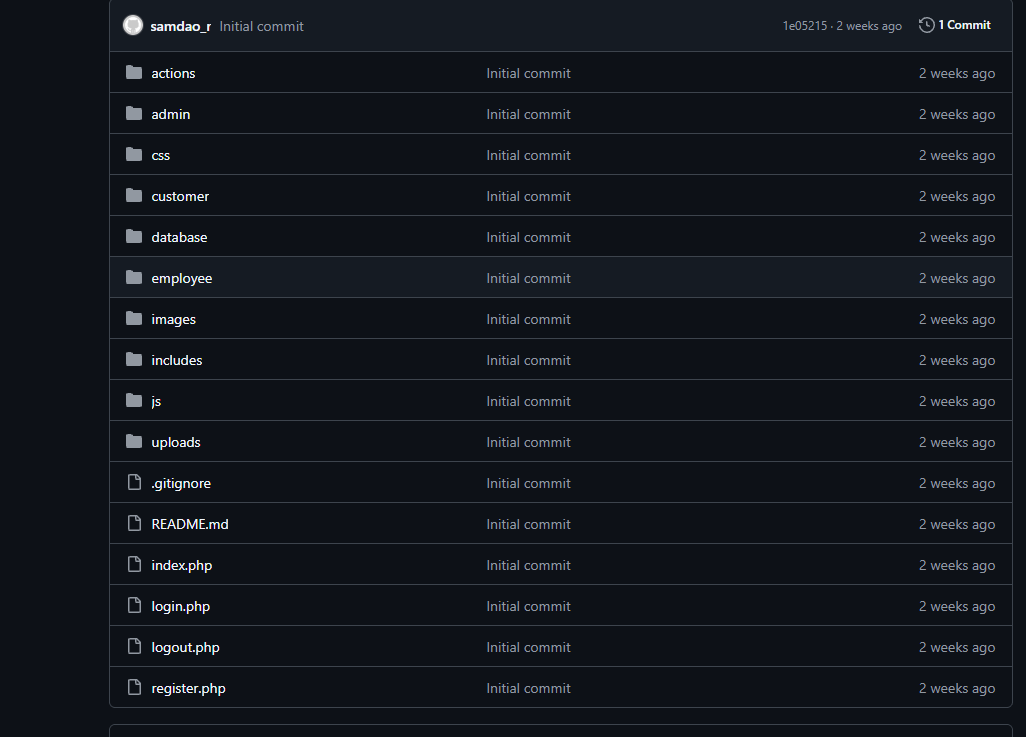 samdao_r Initial commit 1e05215 · 2 weeks ago 1 Commit
actions Initial commit 2 weeks ago
admin Initial commit 2 weeks ago
css Initial commit 2 weeks ago
customer Initial commit 2 weeks ago
database Initial commit 2 weeks ago
employee Initial commit 2 weeks ago
images Initial commit 2 weeks ago
includes Initial commit 2 weeks ago
js Initial commit 2 weeks ago
uploads Initial commit 2 weeks ago
.gitignore Initial commit 2 weeks ago
README.md Initial commit 2 weeks ago
index.php Initial commit 2 weeks ago
login.php Initial commit 2 weeks ago
logout.php Initial commit 2 weeks ago
register.php Initial commit 2 weeks ago